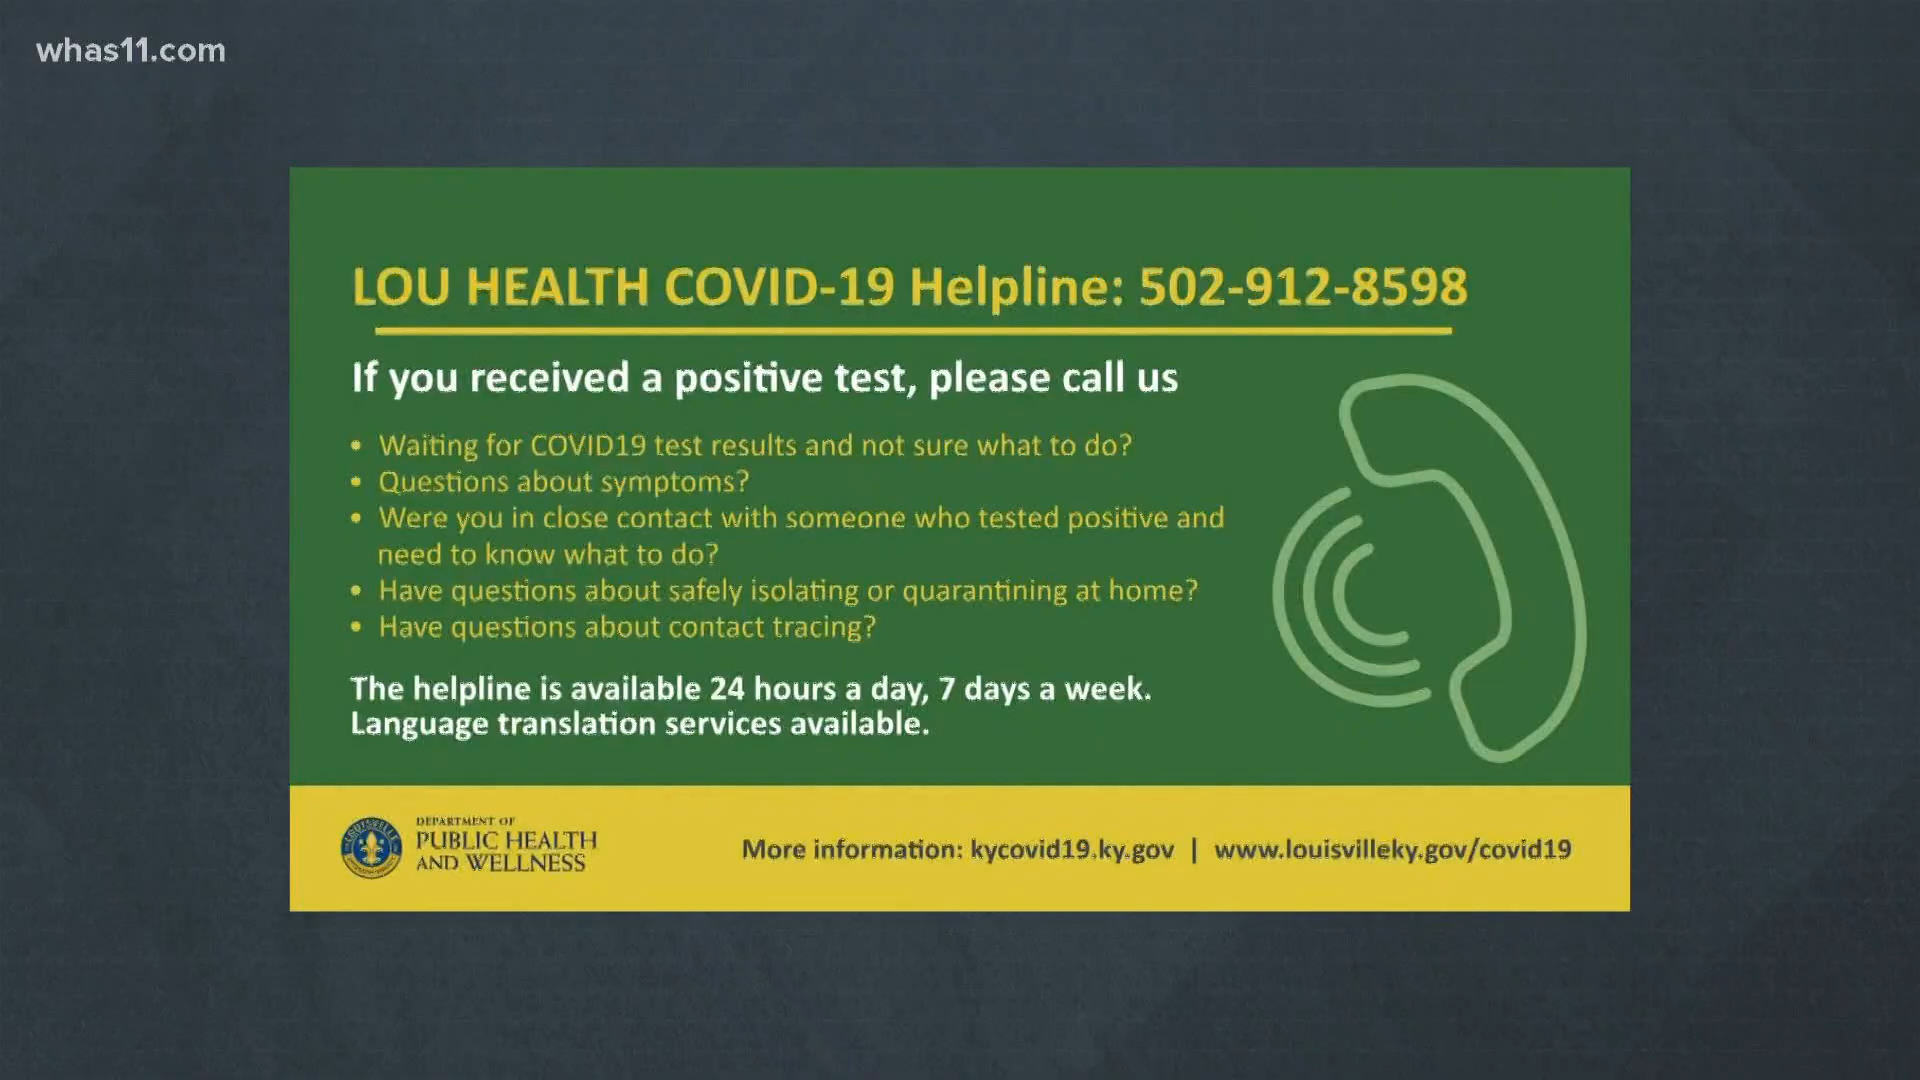 whas11.com
LOU HEALTH COVID-19 Helpline: 502-912-8598
If you received a positive test, please call us
• Waiting for COVID19 test results and not sure what to do?
• Questions about symptoms?
• Were you in close contact with someone who tested positive and
need to know what to do?
• Have questions about safely isolating or quarantining at home?
• Have questions about contact tracing?
The helpline is available 24 hours a day, 7 days a week.
Language translation services available.
LOUISVILLE
DEPARTMENT OF
PUBLIC HEALTH
AND WELLNESS
More information: kycovid19.ky.gov | www.louisvilleky.gov/covid19